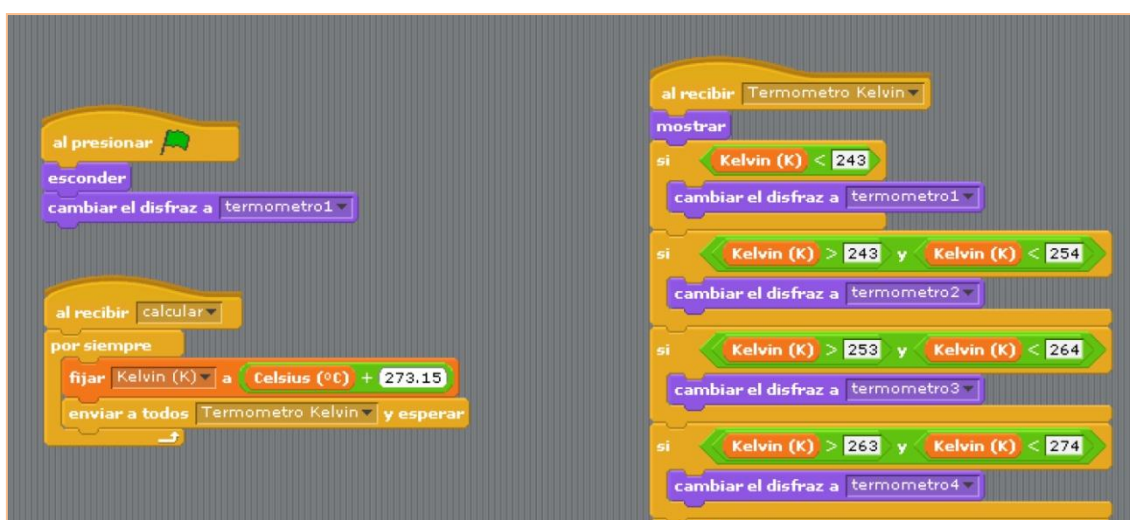 al presionar
esconder
cambiar el disfraz a termometro1
al recibir calcular
por siempre
fijar Kelvin (K) a Celsius (ºC) + 273.15
enviar a todos Termometro Kelvin y esperar
al recibir Termometro Kelvin
mostrar
si Kelvin (K) < 243
cambiar el disfraz a termometro1
si Kelvin (K) > 243 y Kelvin (K) < 254
cambiar el disfraz a termometro2
si Kelvin (K) > 253 y Kelvin (K) < 264
cambiar el disfraz a termometro3
si Kelvin (K) > 263 y Kelvin (K) < 274
cambiar el disfraz a termometro4